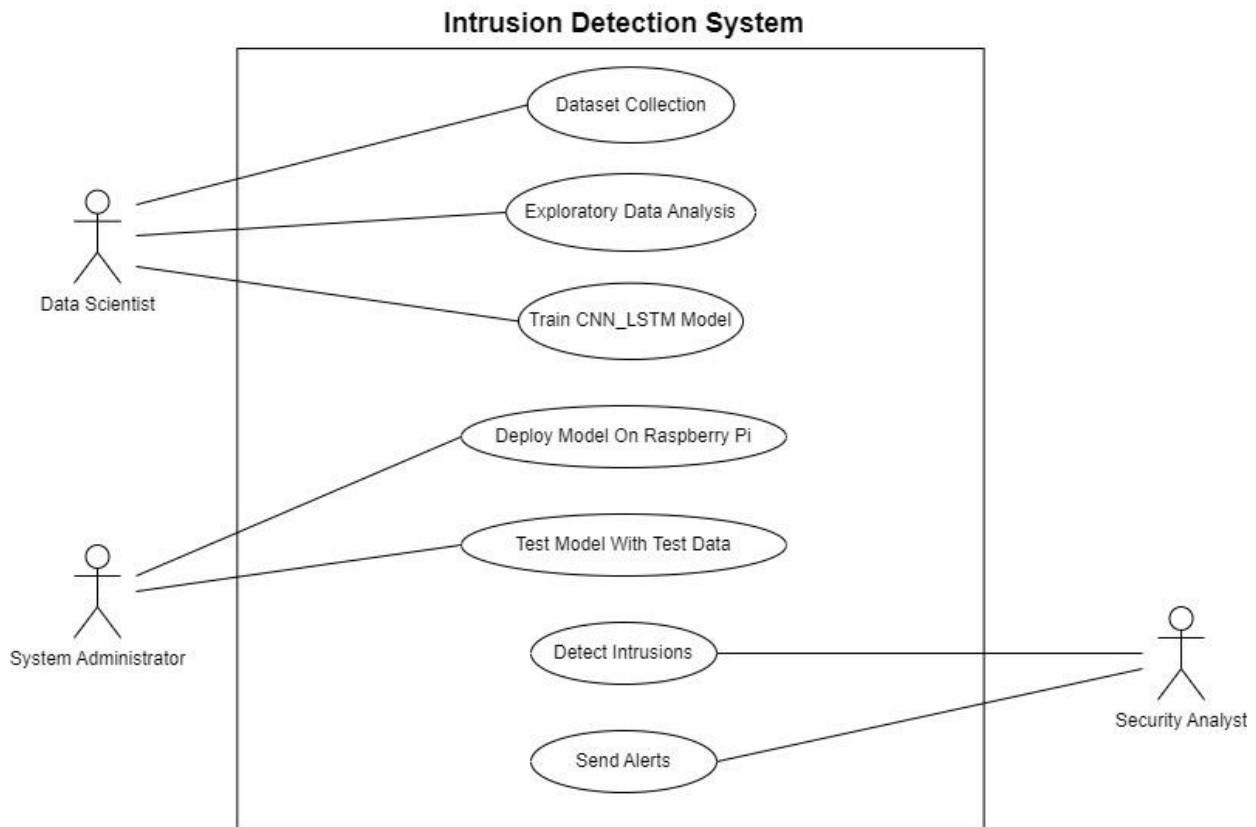 Intrusion Detection System
Dataset Collection
Exploratory Data Analysis
Data Scientist
Train CNN_LSTM Model
Deploy Model On Raspberry Pi
Test Model With Test Data
System Administrator
Detect Intrusions
Security Analyst
Send Alerts